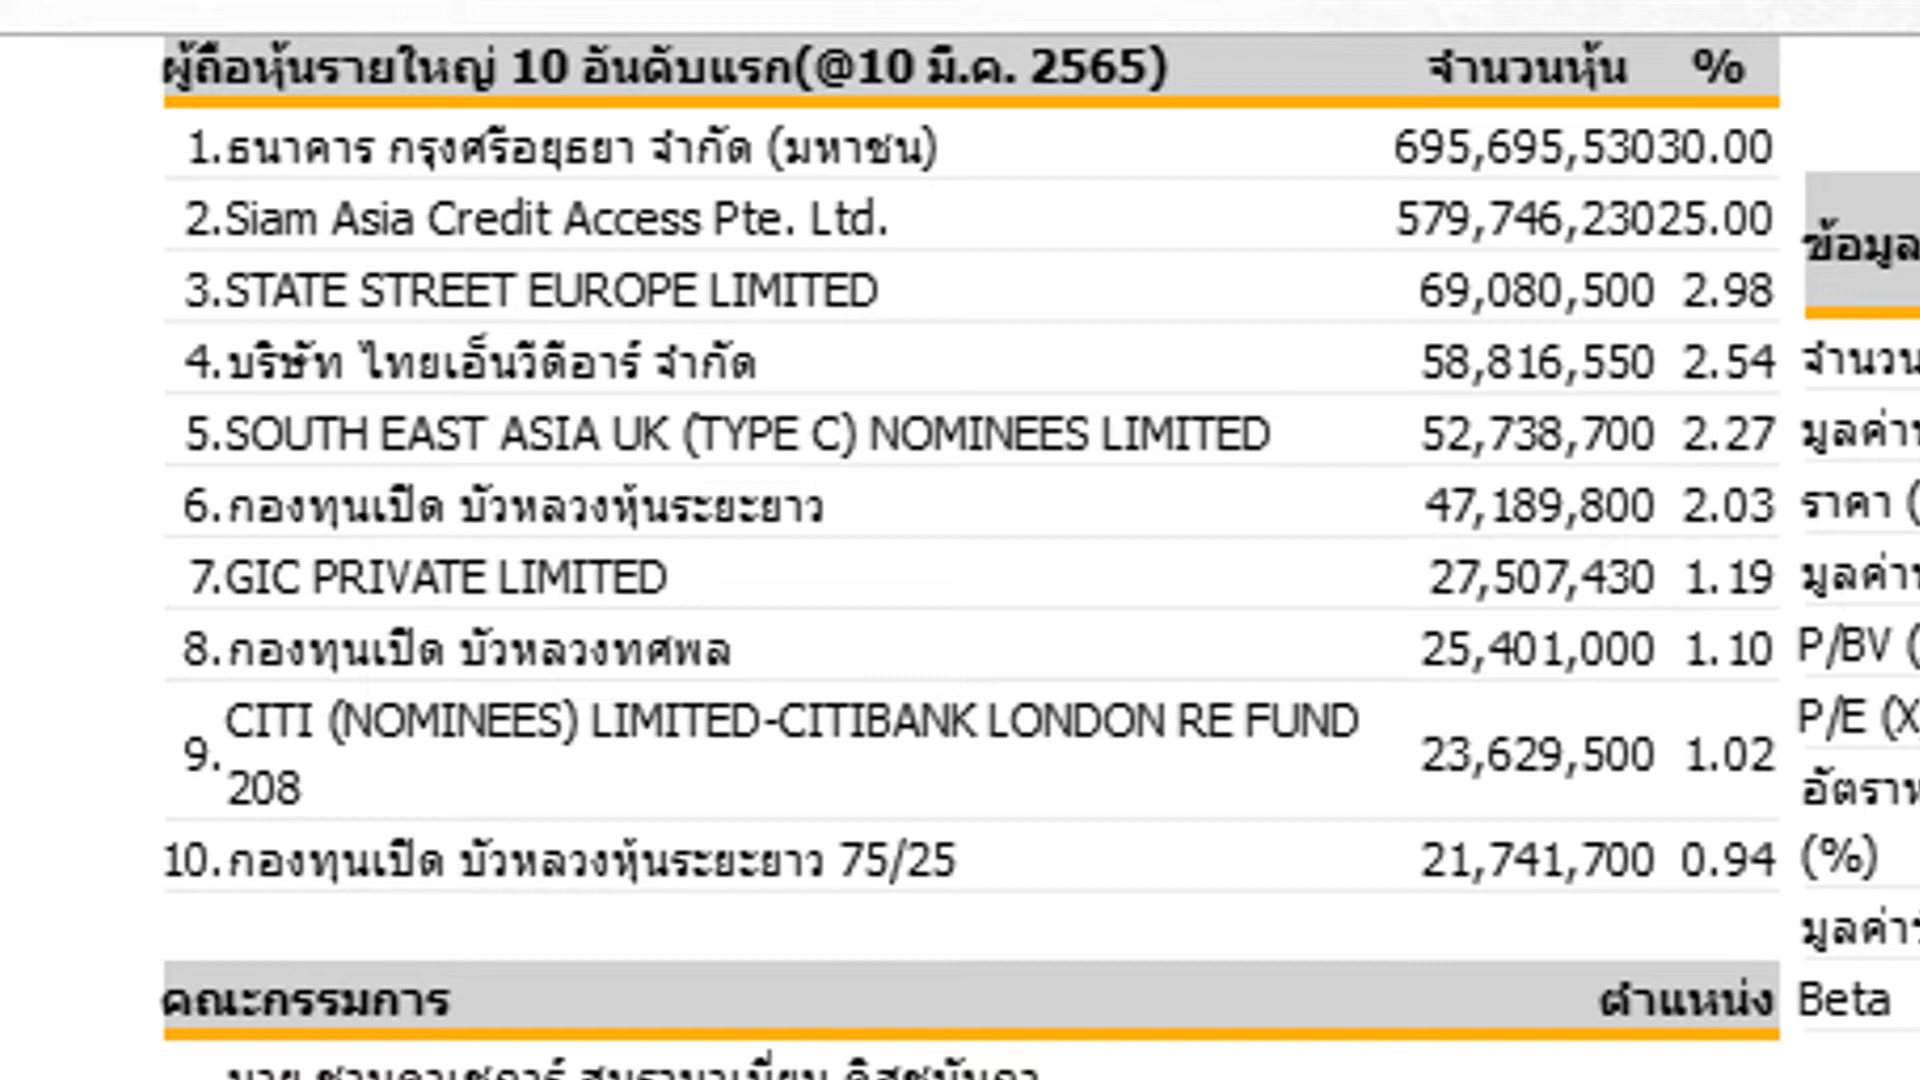 ผู้ถือหุ้นรายใหญ่ 10 อันดับแรก(@10 มี.ค. 2565) จำนวนหุ้น %
1. ธนาคาร กรุงศรีอยุธยา จำกัด (มหาชน) 695,695,530 30.00
2. Siam Asia Credit Access Pte. Ltd. 579,746,230 25.00
3. STATE STREET EUROPE LIMITED 69,080,500 2.98
4. บริษัท ไทยเอ็นวีดีอาร์ จำกัด 58,816,550 2.54
5. SOUTH EAST ASIA UK (TYPE C) NOMINEES LIMITED 52,738,700 2.27
6. กองทุนเปิด บัวหลวงหุ้นระยะยาว 47,189,800 2.03
7. GIC PRIVATE LIMITED 27,507,430 1.19
8. กองทุนเปิด บัวหลวงทศพล 25,401,000 1.10
9. CITI (NOMINEES) LIMITED-CITIBANK LONDON RE FUND
208 23,629,500 1.02
10. กองทุนเปิด บัวหลวงหุ้นระยะยาว 75/25 21,741,700 0.94
คณะกรรมการ ตำแหน่ง
ข้อมูล
จำนวน
มูลค่า
ราคา (
มูลค่า
P/BV (
P/E (X
(%)
มูลค่า
Beta